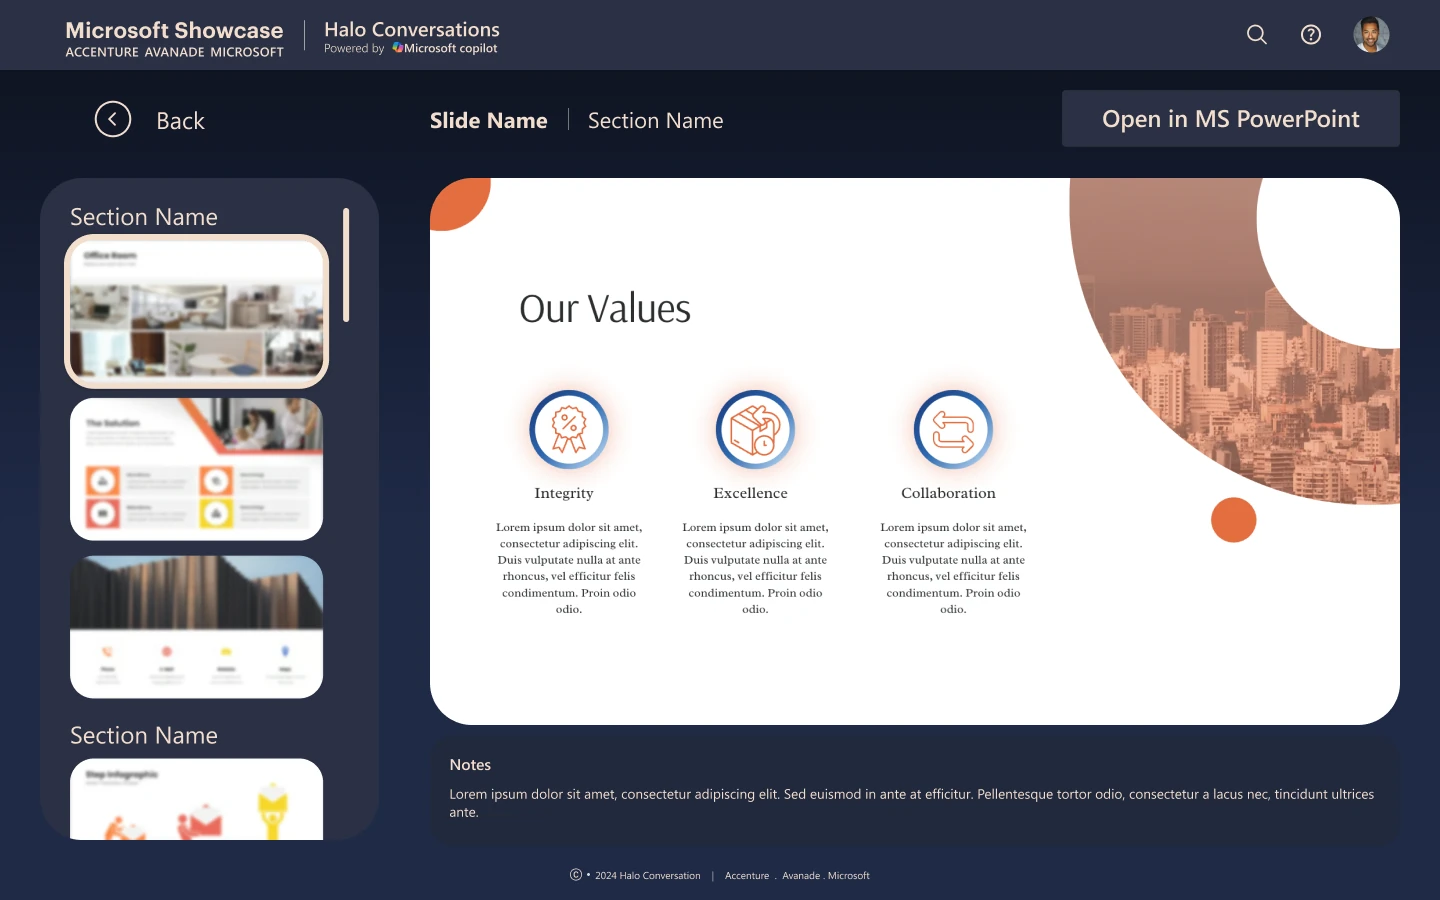 Microsoft Showcase
ACCENTURE AVANADE MICROSOFT
Halo Conversations
Powered by Microsoft copilot
Back
Slide Name
Section Name
Open in MS PowerPoint
Section Name
Office Room
The Solution
Section Name
Step Infographic
Our Values
Integrity
Lorem ipsum dolor sit amet,
consectetur adipiscing elit.
Duis vulputate nulla at ante
rhoncus, vel efficitur felis
condimentum. Proin odio
odio.
Excellence
Lorem ipsum dolor sit amet,
consectetur adipiscing elit.
Duis vulputate nulla at ante
rhoncus, vel efficitur felis
condimentum. Proin odio
odio.
Collaboration
Lorem ipsum dolor sit amet,
consectetur adipiscing elit.
Duis vulputate nulla at ante
rhoncus, vel efficitur felis
condimentum. Proin odio
odio.
Notes
Lorem ipsum dolor sit amet, consectetur adipiscing elit. Sed euismod in ante at efficitur. Pellentesque tortor odio, consectetur a lacus nec, tincidunt ultrices
ante.
© • 2024 Halo Conversation | Accenture . Avanade . Microsoft